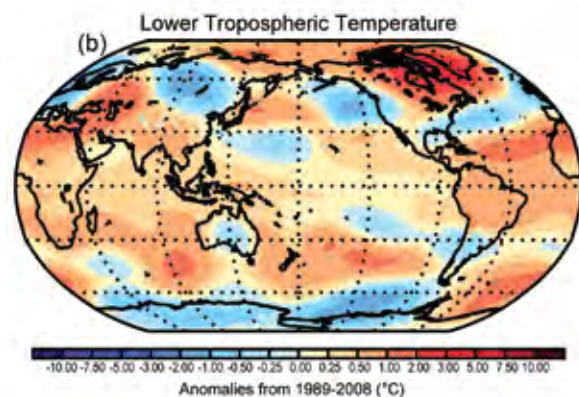 Lower Tropospheric Temperature
(b)
-10.00 -7.50 -5.00 -3.00 -2.00 -1.00 -0.50 -0.25 0.00 0.25 0.50 1.00 2.00 3.00 5.00 7.50 10.00
Anomalies from 1989-2008 (°C)